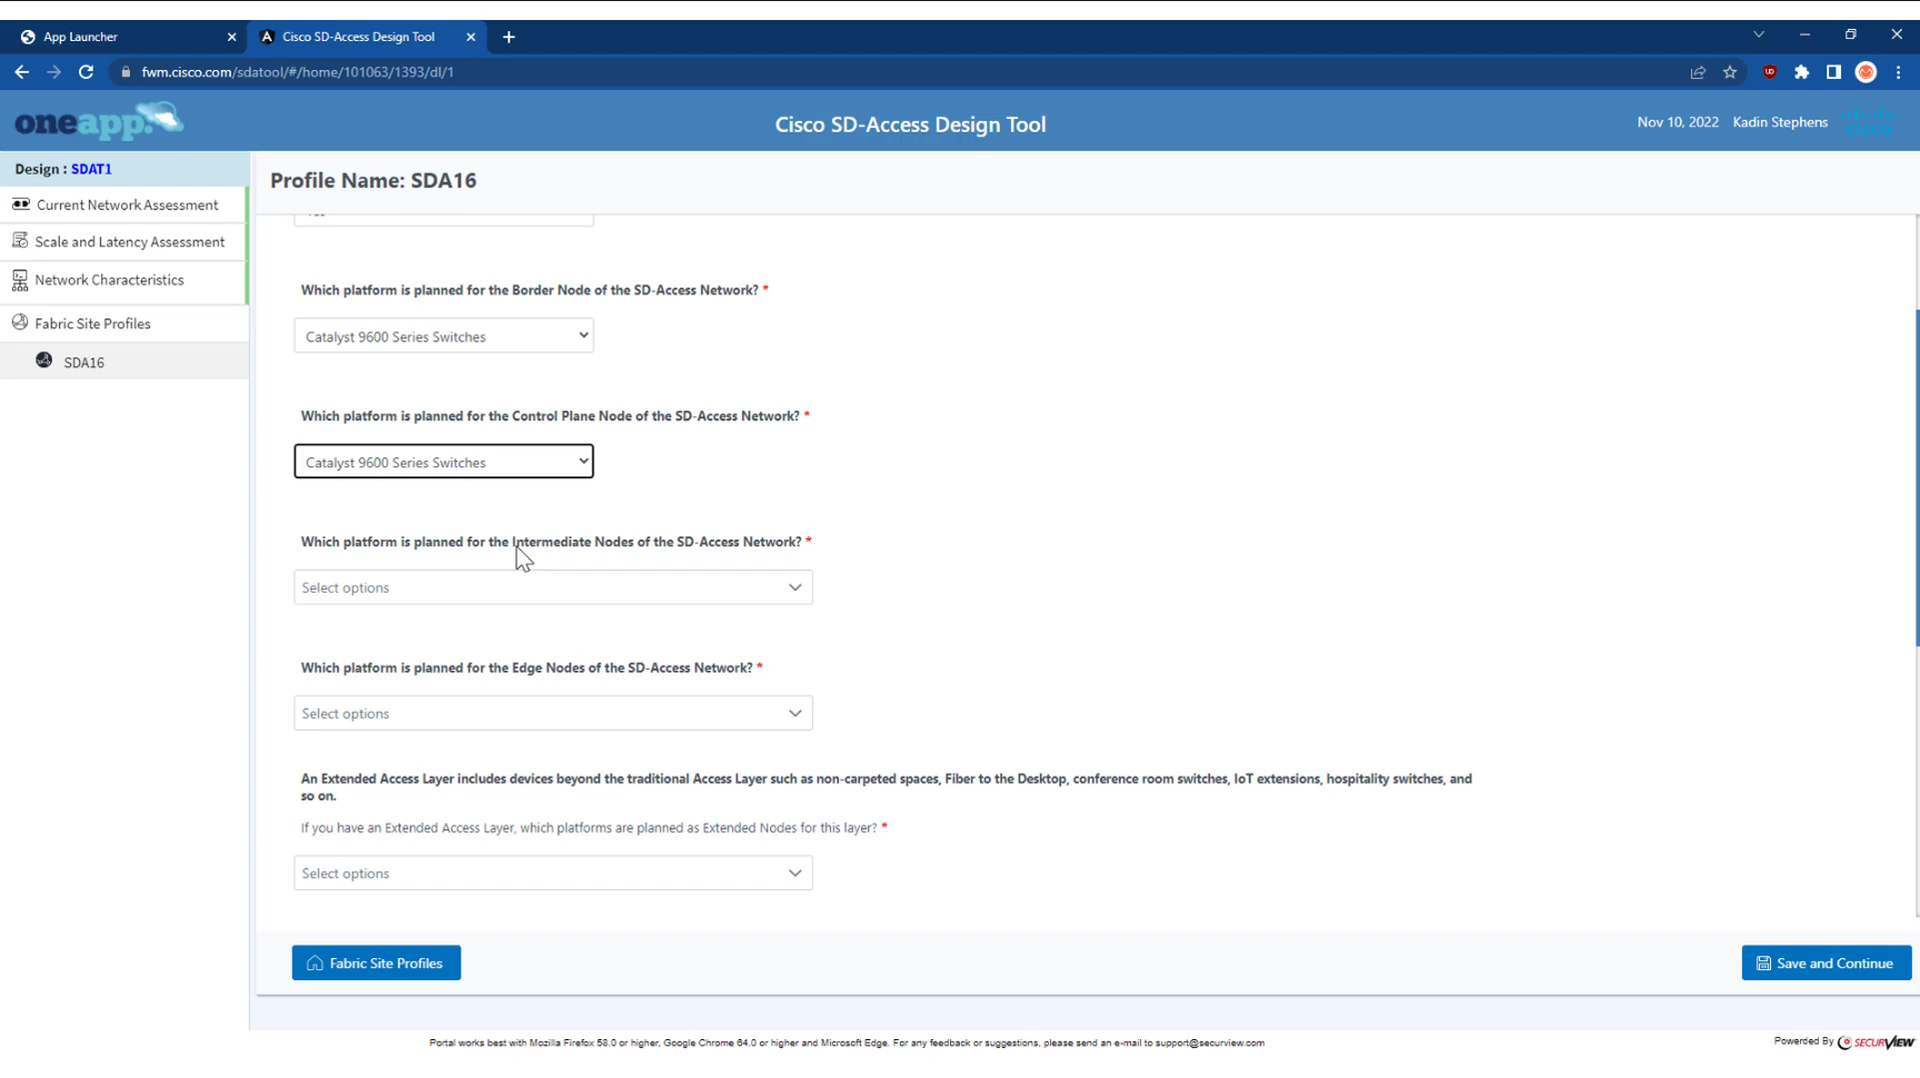 App Launcher
Cisco SD-Access Design Tool
fwm.cisco.com/sdatool/#/home/101063/1393/dl/1
oneapp.
Cisco SD-Access Design Tool
Nov 10, 2022 Kadin Stephens
cisco
Design : SDAT1
Current Network Assessment
Scale and Latency Assessment
Network Characteristics
Fabric Site Profiles
SDA16
Profile Name: SDA16
Which platform is planned for the Border Node of the SD-Access Network? *
Catalyst 9600 Series Switches
Which platform is planned for the Control Plane Node of the SD-Access Network? *
Catalyst 9600 Series Switches
Which platform is planned for the Intermediate Nodes of the SD-Access Network? *
Select options
Which platform is planned for the Edge Nodes of the SD-Access Network? *
Select options
An Extended Access Layer includes devices beyond the traditional Access Layer such as non-carpeted spaces, Fiber to the Desktop, conference room switches, IoT extensions, hospitality switches, and
so on.
If you have an Extended Access Layer, which platforms are planned as Extended Nodes for this layer? *
Select options
Fabric Site Profiles
Save and Continue
Portal works best with Mozilla Firefox 58.0 or higher, Google Chrome 64.0 or higher and Microsoft Edge. For any feedback or suggestions, please send an e-mail to support@securview.com
Powered By SECURVIEW